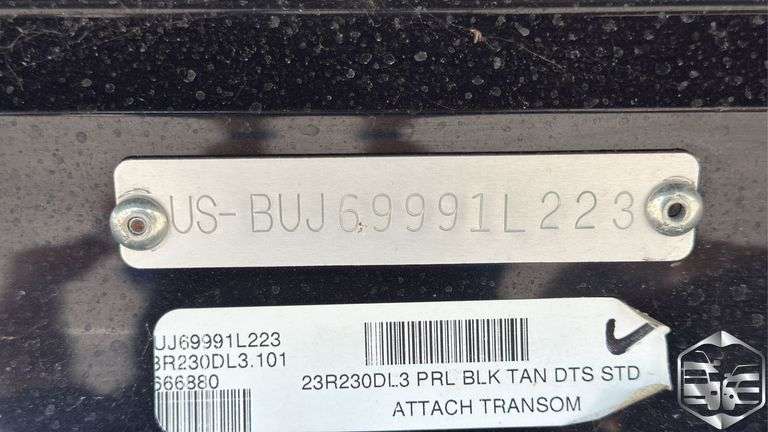 US-BUJ69991L223
UJ69991L223
3R230DL3.101
666880
23R230DL3 PRL BLK TAN DTS STD
ATTACH TRANSOM